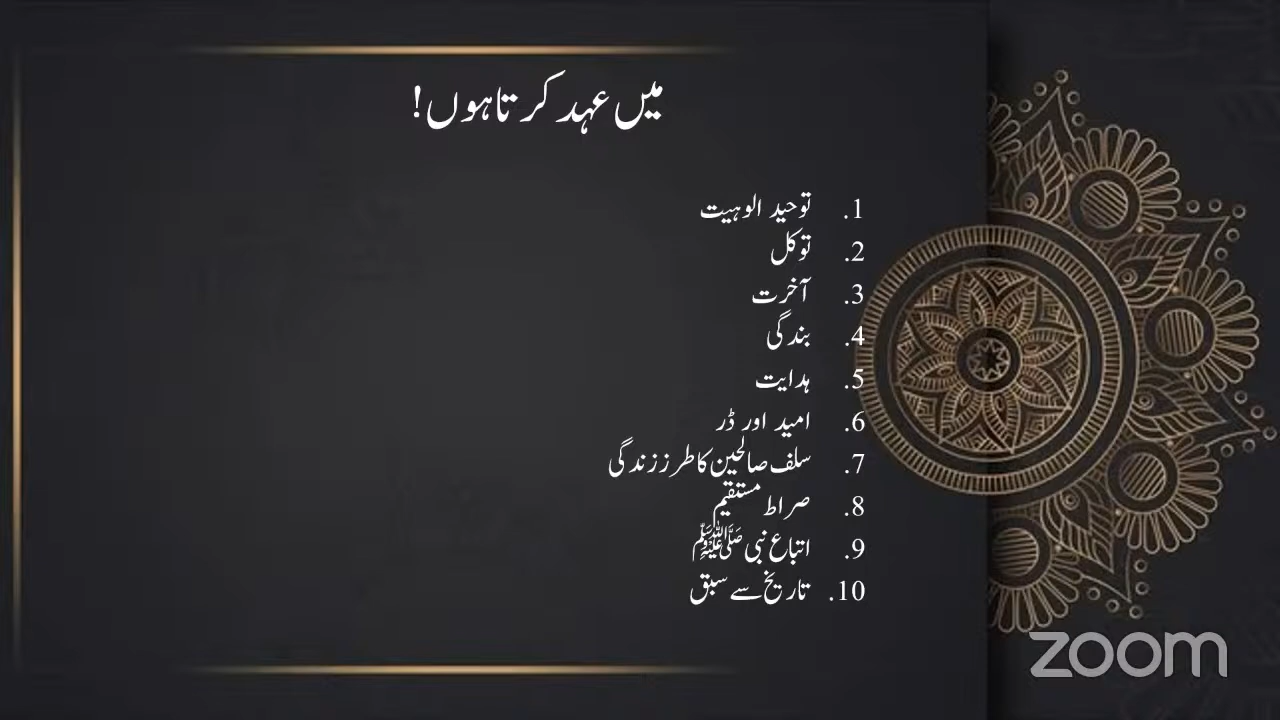 میں عہد کرتا ہوں!
1. توحید الوہیت
2. توکل
3. آخرت
4. بندگی
5. ہدایت
6. امید اور ڈر
7. سلف صالحین کا طرز زندگی
8. صراط مستقیم
9. اتباع نبی ﷺ
10. تاریخ سے سبق
zoom